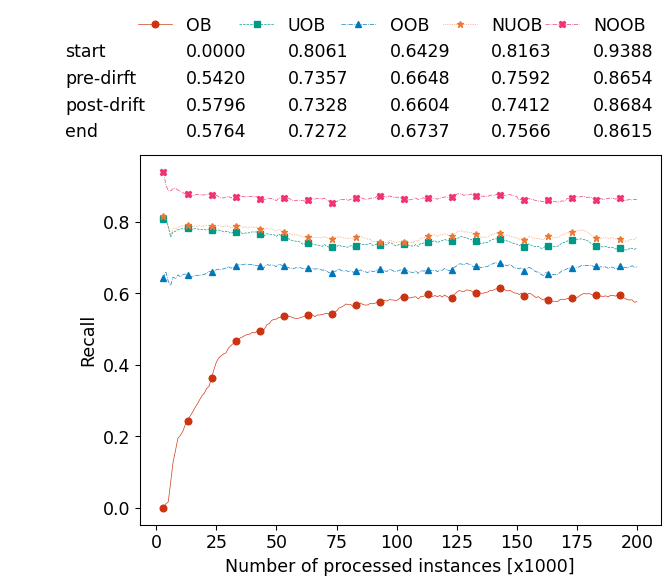 OB UOB OOB NUOB NOOB
start 0.0000 0.8061 0.6429 0.8163 0.9388
pre-dirft 0.5420 0.7357 0.6648 0.7592 0.8654
post-drift 0.5796 0.7328 0.6604 0.7412 0.8684
end 0.5764 0.7272 0.6737 0.7566 0.8615
0.8
0.6
0.4
0.2
0.0
Recall
0 25 50 75 100 125 150 175 200
Number of processed instances [x1000]